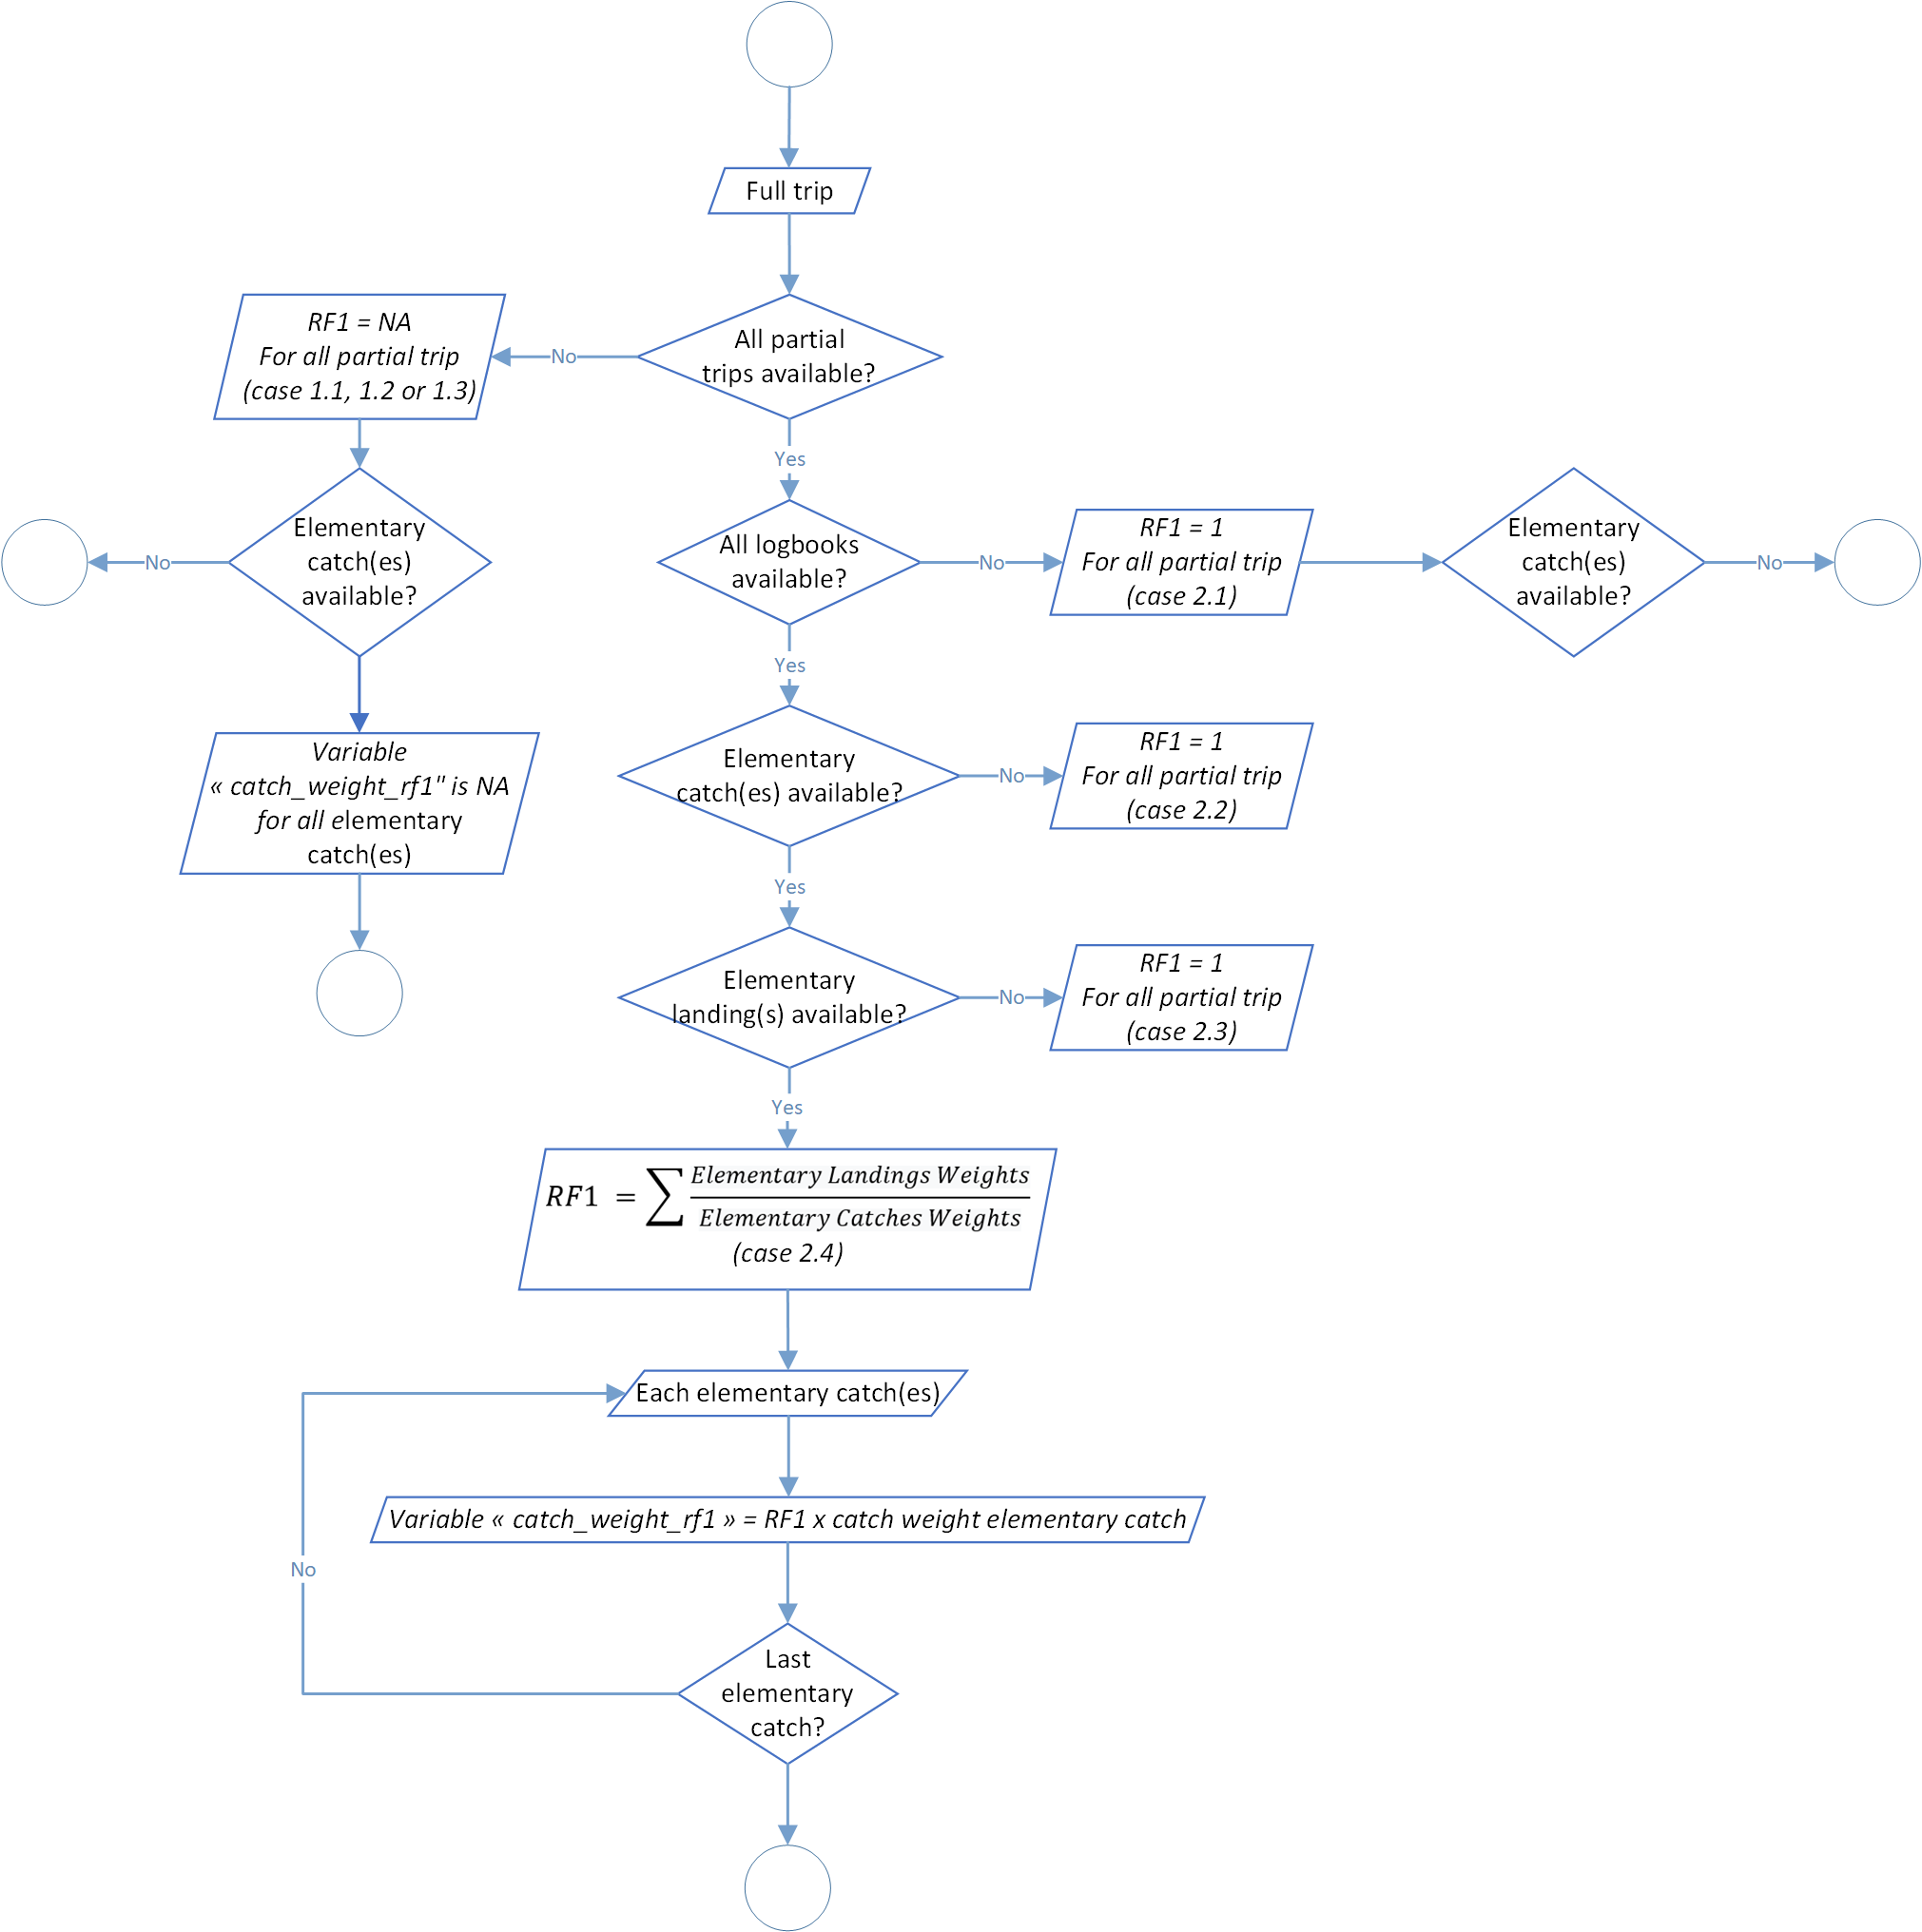 Full trip
All partial
trips available?
No
RF1 = NA
For all partial trip
(case 1.1, 1.2 or 1.3)
Yes
Elementary
catch(es)
available?
No
All logbooks
available?
No
RF1 = 1
For all partial trip
(case 2.1)
Elementary
catch(es)
available?
No
Yes
Variable
« catch_weight_rf1" is NA
for all elementary
catch(es)
Elementary
catch(es) available?
No
RF1 = 1
For all partial trip
(case 2.2)
Yes
Elementary
landing(s) available?
No
RF1 = 1
For all partial trip
(case 2.3)
Yes
RF1 = ∑ Elementary Landings Weights
Elementary Catches Weights
(case 2.4)
Each elementary catch(es)
Variable « catch_weight_rf1 » = RF1 x catch weight elementary catch
No
Last
elementary
catch?